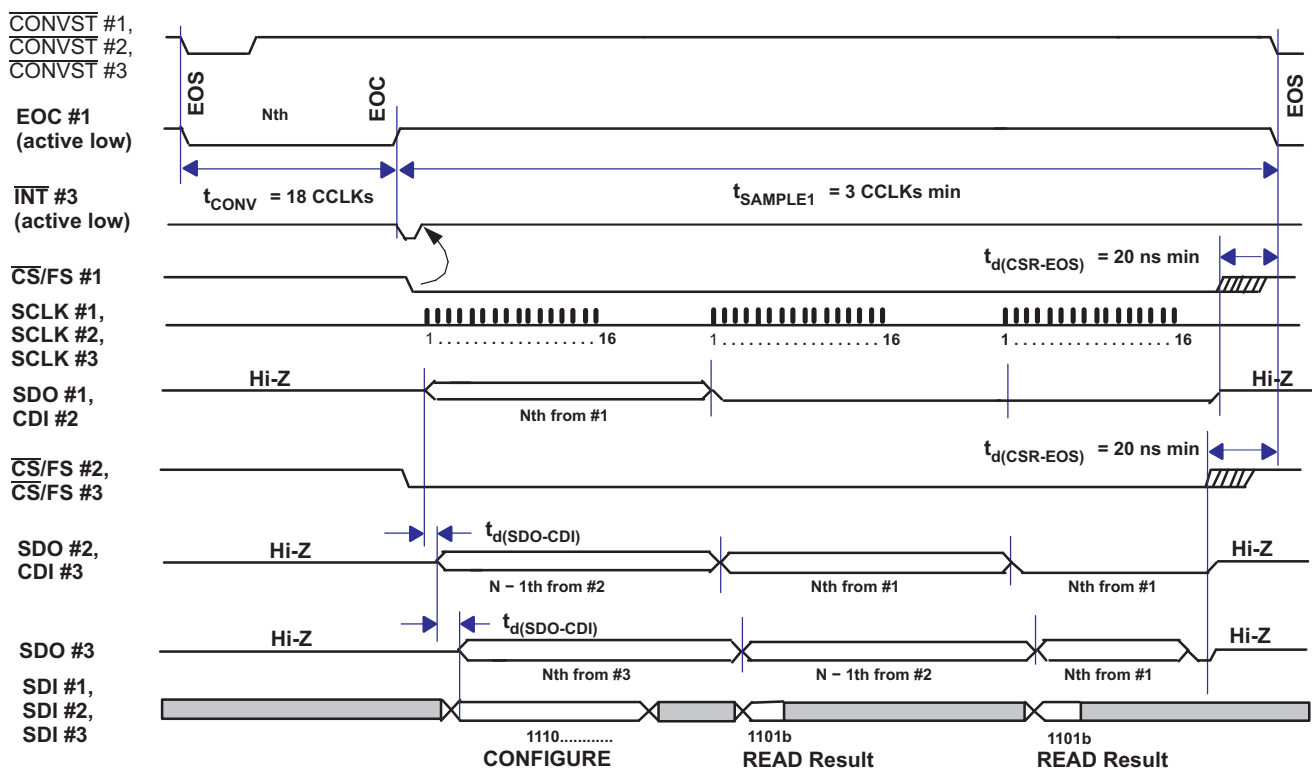 CONVST #1,
CONVST #2,
CONVST #3
EOS
EOC
EOS
EOC #1
(active low)
Nth
tCONV = 18 CCLKs
tSAMPLE1 = 3 CCLKs min
INT #3
(active low)
td(CSR-EOS) = 20 ns min
CS/FS #1
SCLK #1,
SCLK #2,
SCLK #3
1 . . . . . . . . . . . . . . . . . . 16
1 . . . . . . . . . . . . . . . . . . 16
1 . . . . . . . . . . . . . . . . . . 16
Hi-Z
Hi-Z
SDO #1,
CDI #2
Nth from #1
td(CSR-EOS) = 20 ns min
CS/FS #2,
CS/FS #3
td(SDO-CDI)
SDO #2,
CDI #3
Hi-Z
Hi-Z
N − 1th from #2
Nth from #1
Nth from #1
td(SDO-CDI)
SDO #3
Hi-Z
Hi-Z
Nth from #3
N − 1th from #2
Nth from #1
SDI #1,
SDI #2,
SDI #3
1110............
1101b
1101b
CONFIGURE
READ Result
READ Result